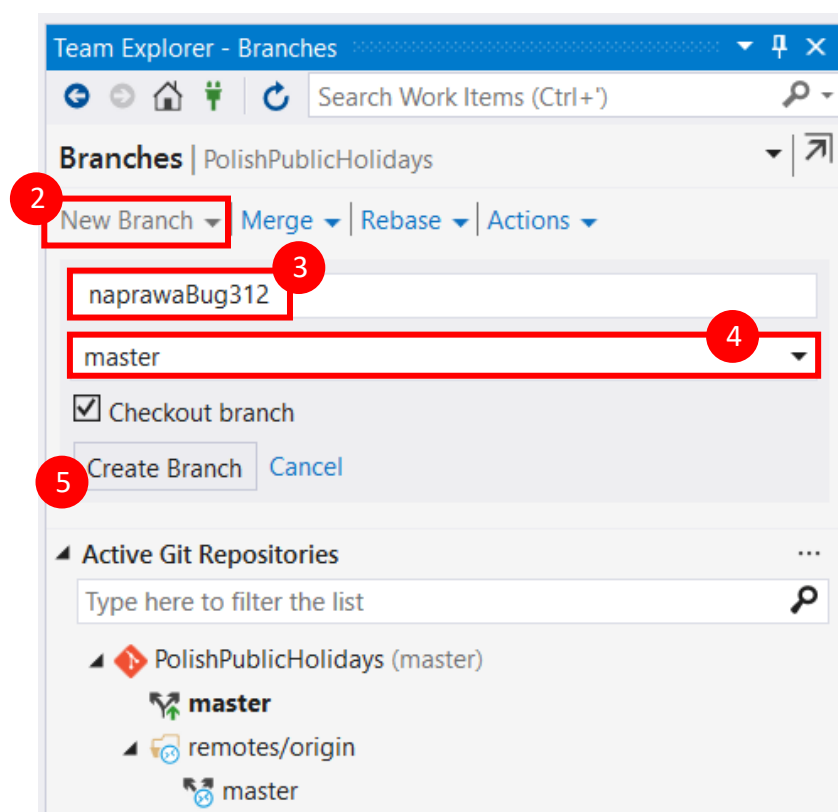 Team Explorer - Branches
Search Work Items (Ctrl+')
Branches | PolishPublicHolidays
2
New Branch | Merge | Rebase | Actions
3
naprawaBug312
4
master
Checkout branch
5
Create Branch Cancel
Active Git Repositories ...
Type here to filter the list
PolishPublicHolidays (master)
master
remotes/origin
master